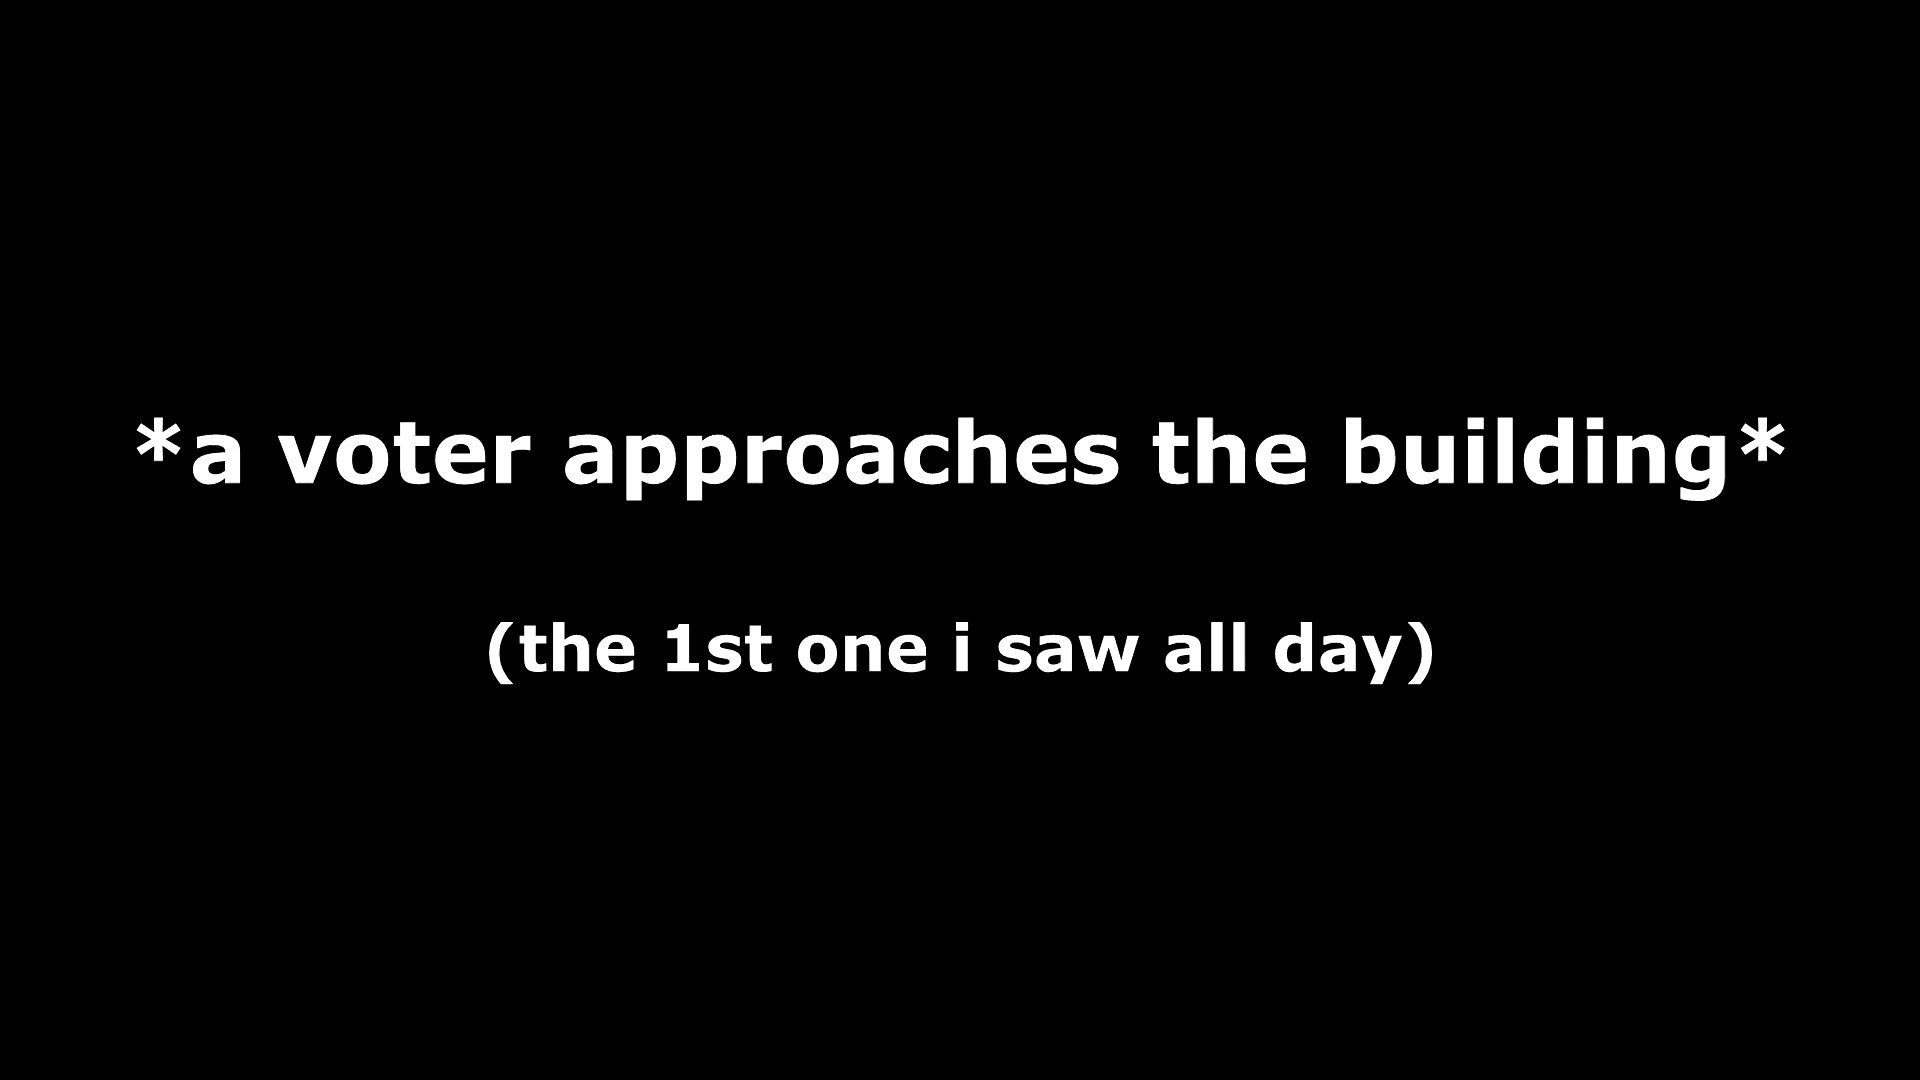 *a voter approaches the building*
(the 1st one i saw all day)